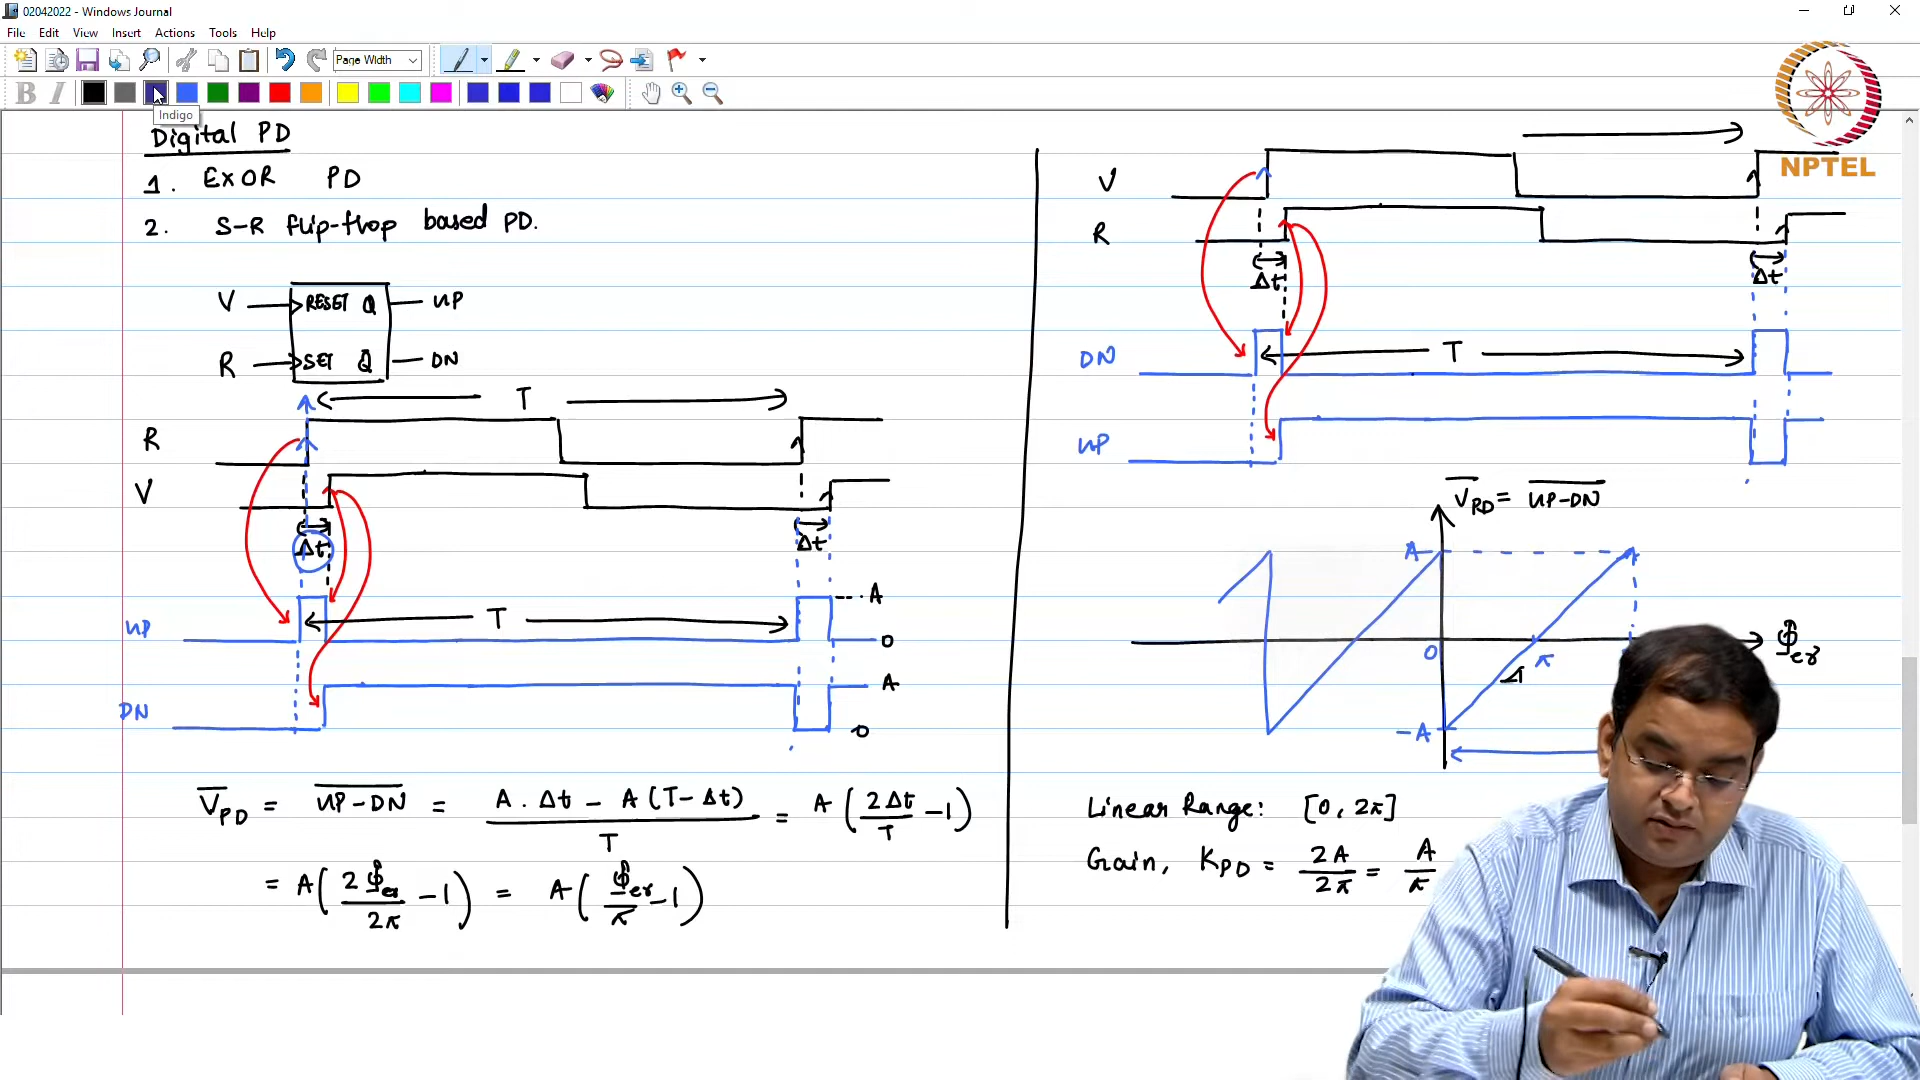 02042022 - Windows Journal
File Edit View Insert Actions Tools Help
Page Width
B I
Indigo
NPTEL
Digital PD
1. EXOR PD
2. S-R flip-flop based PD.
V RESET Q UP
R SET Q̄ DN
T
R
V
Δt Δt
A
UP T 0
A
DN 0
V̅PD = \overline{UP-DN} = (A . Δt - A (T - Δt)) / T = A (2Δt/T - 1)
= A (2Φer/2π - 1) = A (Φer/π - 1)
V
R
Δt Δt
DN T
UP
V̅PD = \overline{UP-DN}
A
0 π Φer
-A
Linear Range: [0, 2π]
Gain, KPD = 2A/2π = A/π